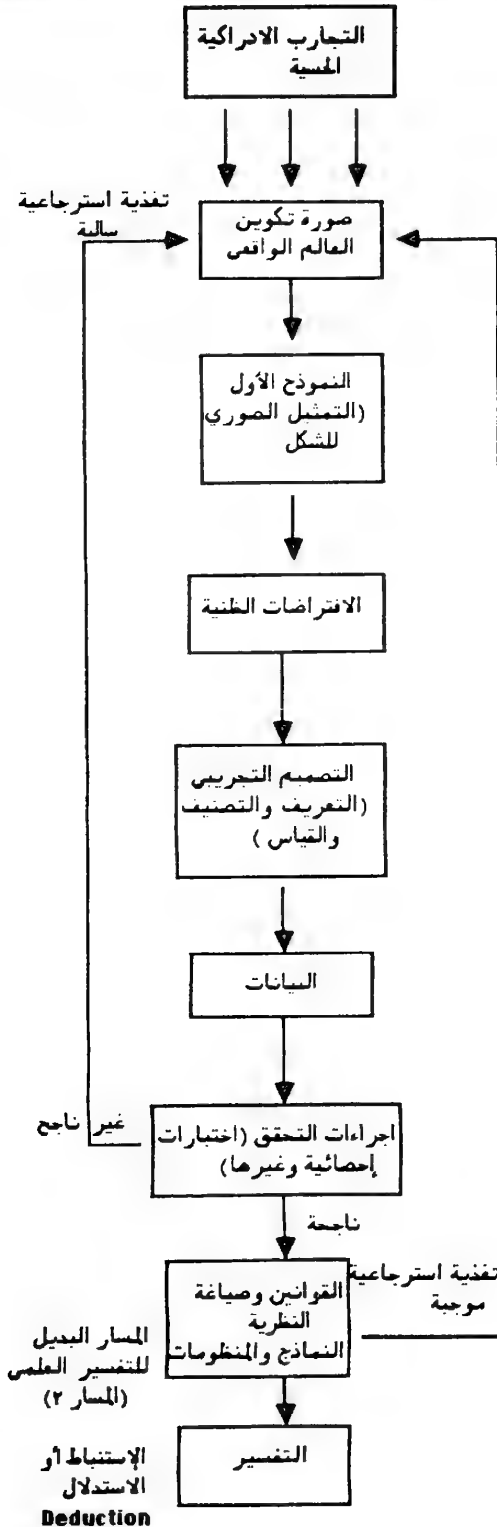 التجارب الادراكية
الحسية
تغذية استرجاعية
سالبة
صورة تكوين
العالم الواقعي
النموذج الأول
(التمثيل الصوري
للشكل
الافتراضات الظنية
التصميم التجريبي
(التعريف والتصنيف
والقياس )
البيانات
غير ناجح
اجراءات التحقق (اختبارات
إحصائية وغيرها)
ناجحة
تغذية استرجاعية
موجبة
القوانين وصياغة
النظرية
النماذج والمنظومات
المسار البديل
للتفسير العلمي
(المسار ٢)
التفسير
الإستنباط أو
الاستدلال
Deduction